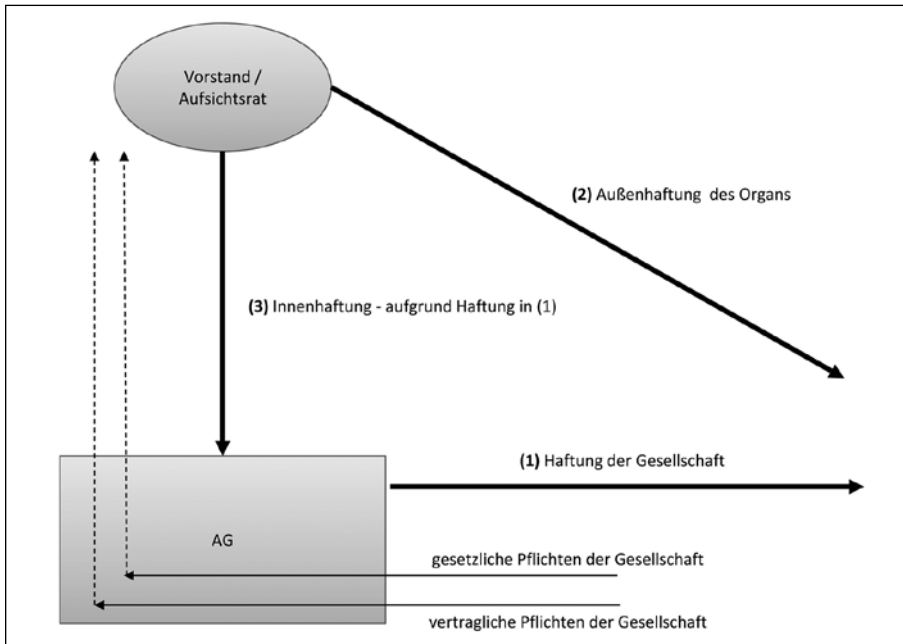 Vorstand /
Aufsichtsrat
(2) Außenhaftung des Organs
(3) Innenhaftung - aufgrund Haftung in (1)
(1) Haftung der Gesellschaft
AG
gesetzliche Pflichten der Gesellschaft
vertragliche Pflichten der Gesellschaft